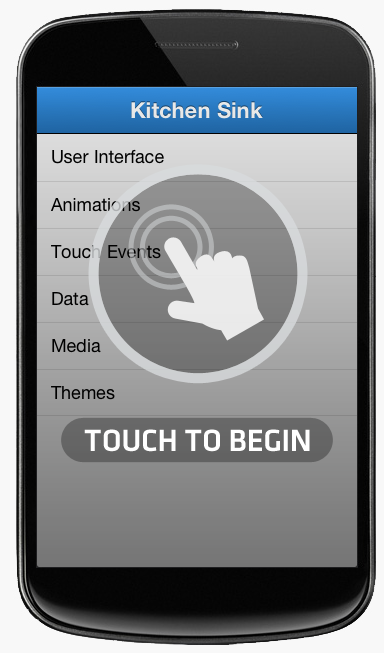 Kitchen Sink
User Interface
Animations
Touch Events
Data
Media
Themes
TOUCH TO BEGIN